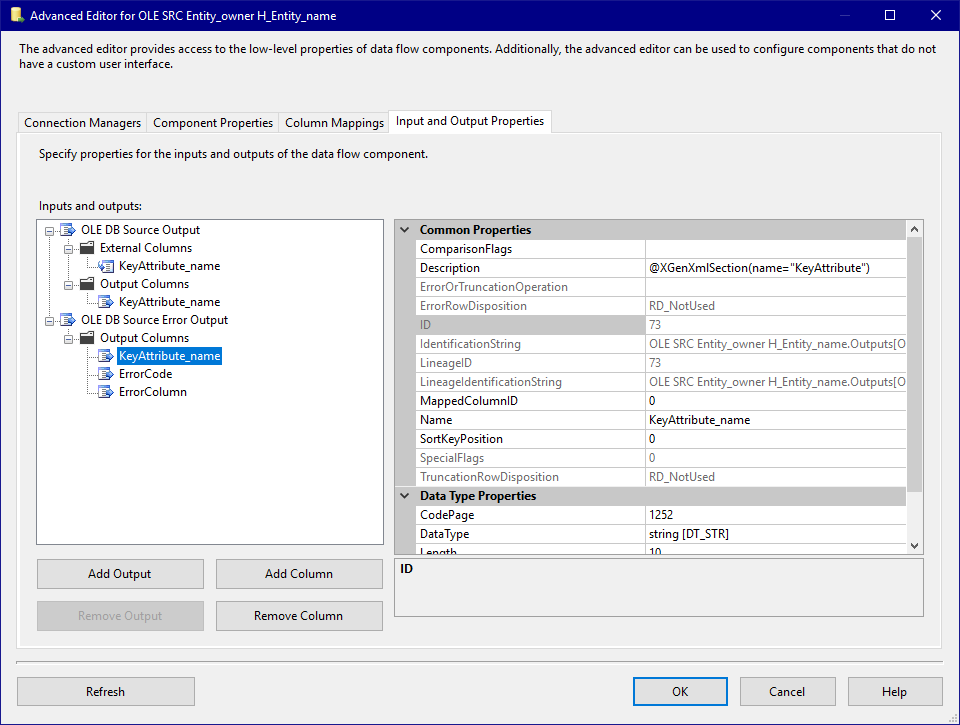 Advanced Editor for OLE SRC Entity_owner H_Entity_name
The advanced editor provides access to the low-level properties of data flow components. Additionally, the advanced editor can be used to configure components that do not
have a custom user interface.
Connection Managers Component Properties Column Mappings Input and Output Properties
Specify properties for the inputs and outputs of the data flow component.
Inputs and outputs:
OLE DB Source Output
External Columns
KeyAttribute_name
Output Columns
KeyAttribute_name
OLE DB Source Error Output
Output Columns
KeyAttribute_name
ErrorCode
ErrorColumn
Common Properties
ComparisonFlags
Description @XGenXmlSection(name="KeyAttribute")
ErrorOrTruncationOperation
ErrorRowDisposition RD_NotUsed
ID 73
IdentificationString OLE SRC Entity_owner H_Entity_name.Outputs[O
LineageID 73
LineageIdentificationString OLE SRC Entity_owner H_Entity_name.Outputs[O
MappedColumnID 0
Name KeyAttribute_name
SortKeyPosition 0
SpecialFlags 0
TruncationRowDisposition RD_NotUsed
Data Type Properties
CodePage 1252
DataType string [DT_STR]
Length 10
ID
Add Output Add Column
Remove Output Remove Column
Refresh OK Cancel Help